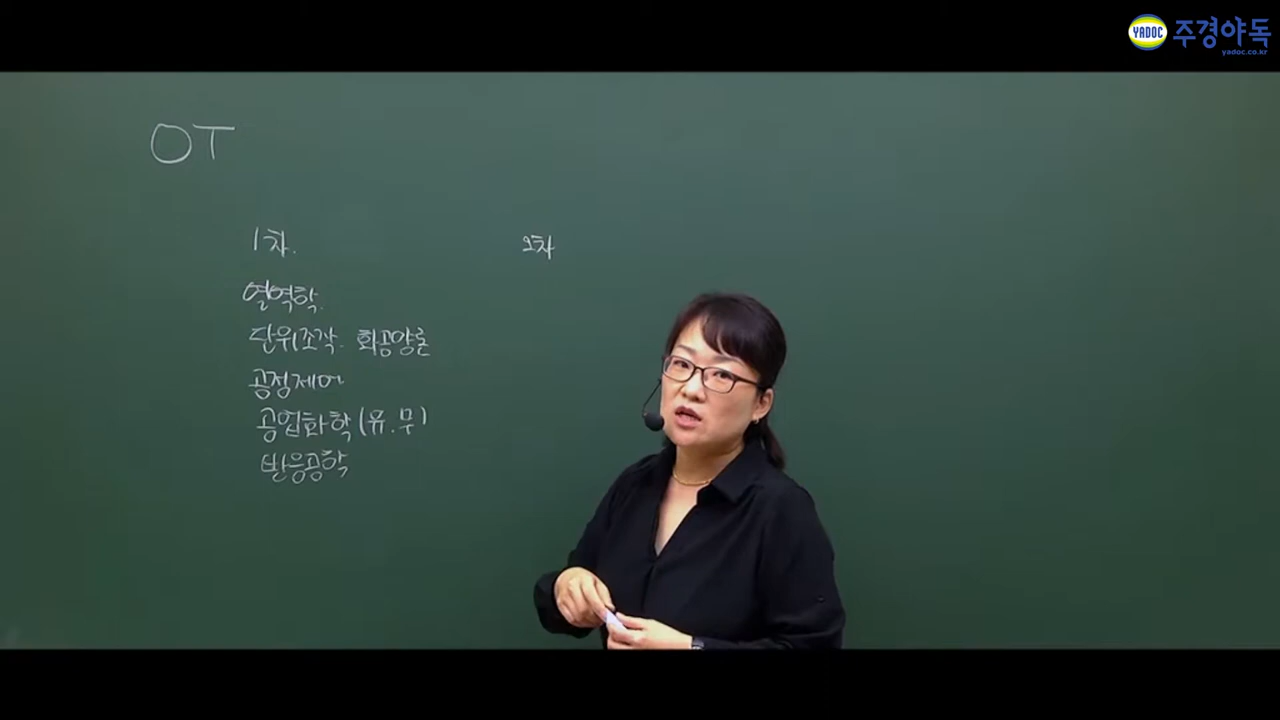 YADOC 주경야독
yadoc.co.kr
OT
1차. 2차
열역학.
단위조작. 화공양론
공정제어
공업화학(유.무)
반응공학